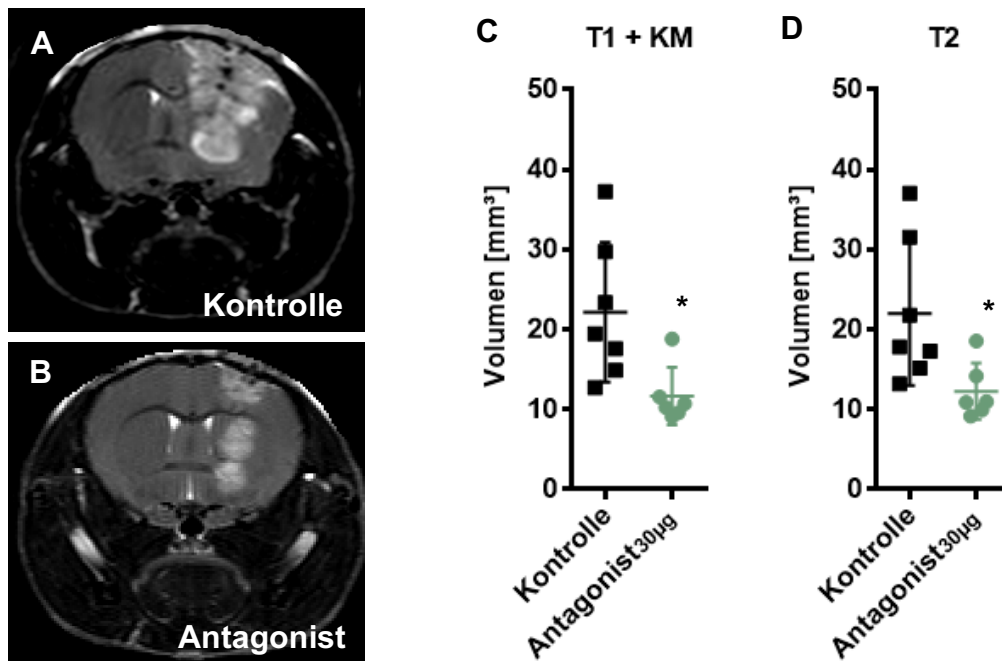 A
Kontrolle
B
Antagonist
C
T1 + KM
Volumen [mm³]
50
40
30
20
10
0
*
Kontrolle
Antagonist30µg
D
T2
Volumen [mm³]
50
40
30
20
10
0
*
Kontrolle
Antagonist30µg